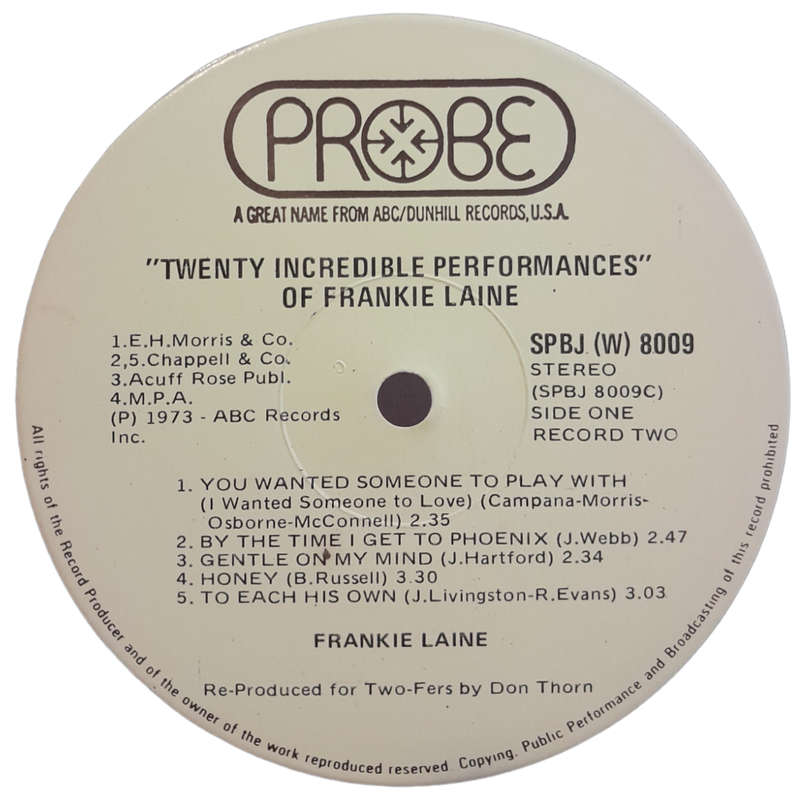 PROBE
A GREAT NAME FROM ABC/DUNHILL RECORDS, U.S.A.
"TWENTY INCREDIBLE PERFORMANCES"
OF FRANKIE LAINE
1.E.H.Morris & Co.
2,5.Chappell & Co.
3.Acuff Rose Publ.
4.M.P.A.
(P) 1973 - ABC Records
Inc.
SPBJ (W) 8009
STEREO
(SPBJ 8009C)
SIDE ONE
RECORD TWO
1. YOU WANTED SOMEONE TO PLAY WITH
(I Wanted Someone to Love) (Campana-Morris-
Osborne-McConnell) 2.35
2. BY THE TIME I GET TO PHOENIX (J.Webb) 2.47
3. GENTLE ON MY MIND (J.Hartford) 2.34
4. HONEY (B.Russell) 3.30
5. TO EACH HIS OWN (J.Livingston-R.Evans) 3.03
FRANKIE LAINE
Re-Produced for Two-Fers by Don Thorn
All rights of the Record Producer and of the owner of the work reproduced reserved. Copying, Public Performance and Broadcasting of this record prohibited